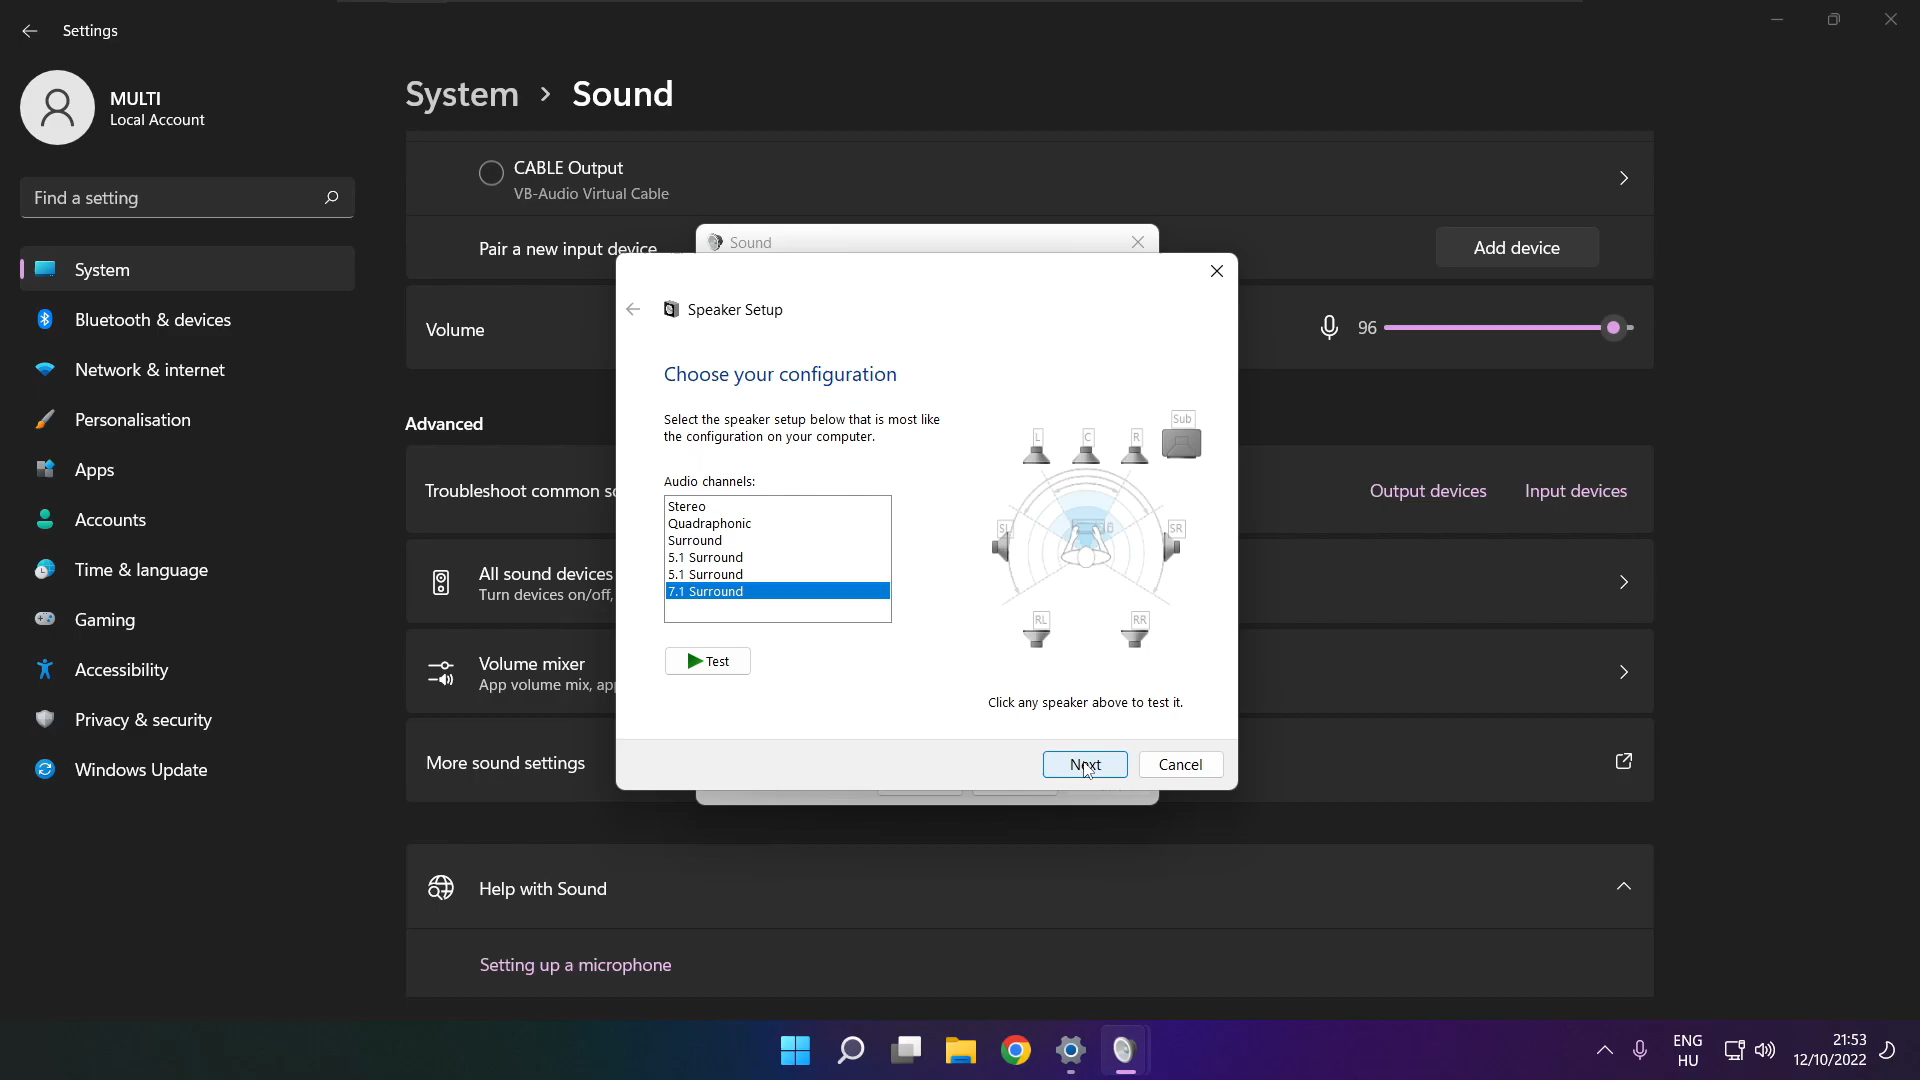 Settings
MULTI
Local Account
Find a setting
System
Bluetooth & devices
Network & internet
Personalisation
Apps
Accounts
Time & language
Gaming
Accessibility
Privacy & security
Windows Update
System > Sound
CABLE Output
VB-Audio Virtual Cable
Pair a new input device
Add device
Volume
96
Advanced
Troubleshoot common
Output devices
Input devices
All sound devices
Turn devices on/off,
Volume mixer
App volume mix,
More sound settings
Help with Sound
Setting up a microphone
Sound
Speaker Setup
Choose your configuration
Select the speaker setup below that is most like
the configuration on your computer.
Audio channels:
Stereo
Quadraphonic
Surround
5.1 Surround
5.1 Surround
7.1 Surround
Test
L
C
R
Sub
SL
SR
RL
RR
Click any speaker above to test it.
Next
Cancel
ENG
HU
21:53
12/10/2022